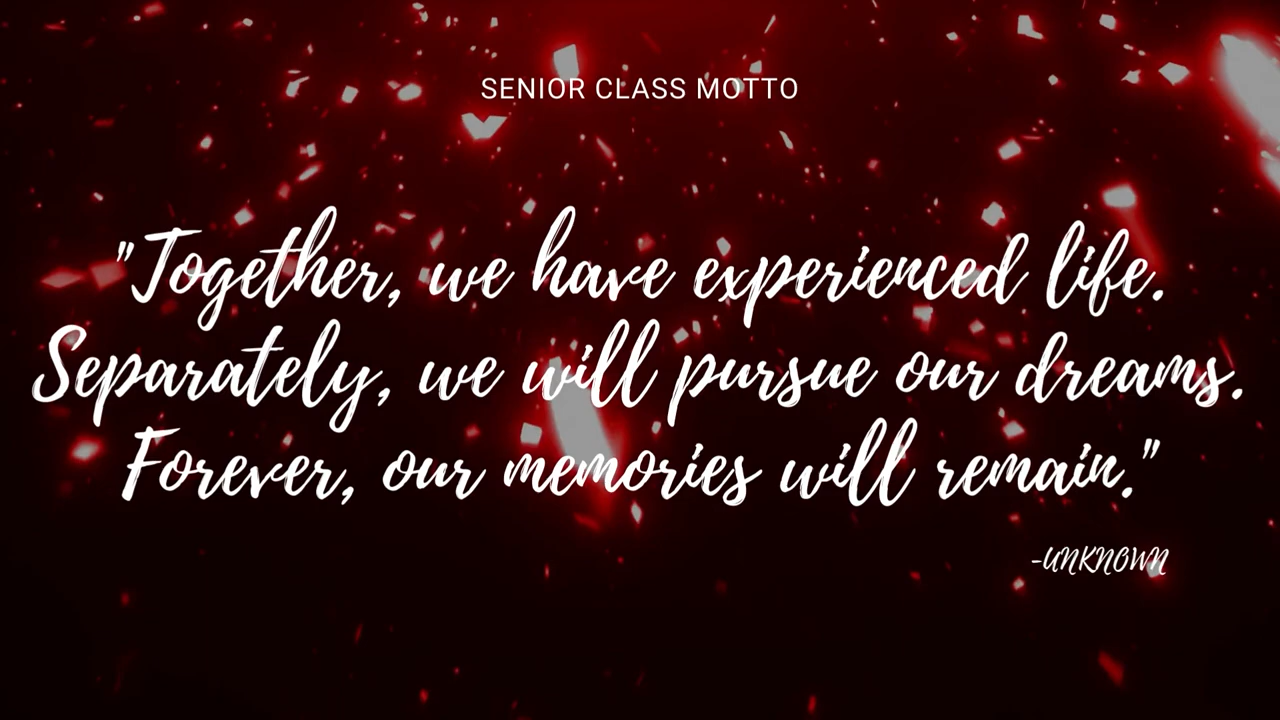 SENIOR CLASS MOTTO
"Together, we have experienced life.
Separately, we will pursue our dreams.
Forever, our memories will remain."
-UNKNOWN